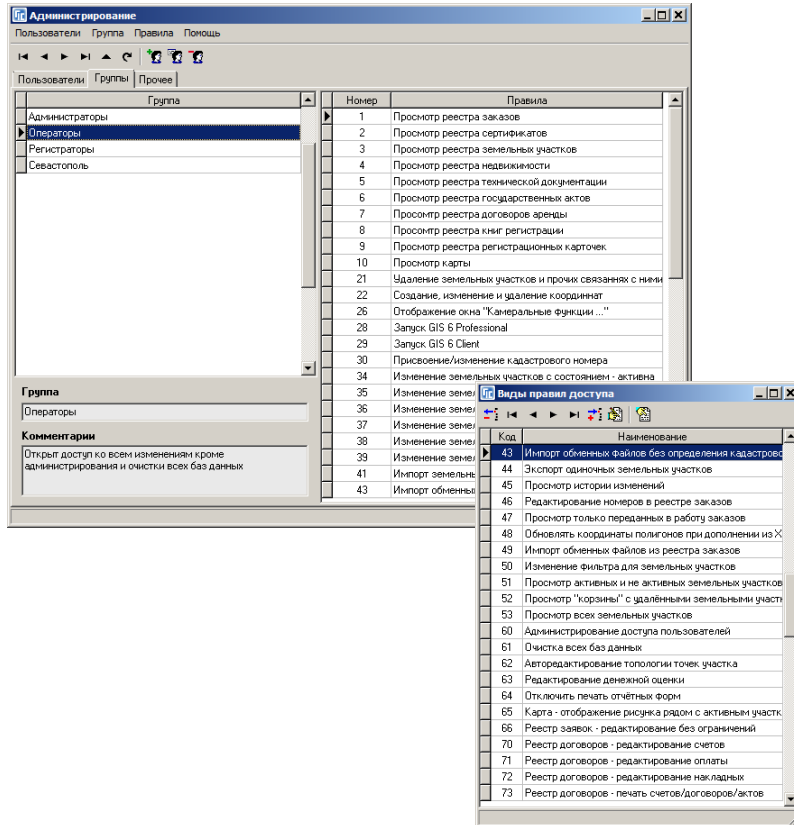 Администрирование
Пользователи Группа Правила Помощь
Пользователи Группы Прочее
Группа
Администраторы
Операторы
Регистраторы
Севастополь
Группа
Операторы
Комментарии
Открыт доступ ко всем изменениям кроме
администрирования и очистки всех баз данных
Номер Правила
1 Просмотр реестра заказов
2 Просмотр реестра сертификатов
3 Просмотр реестра земельных участков
4 Просмотр реестра недвижимости
5 Просмотр реестра технической документации
6 Просмотр реестра государственных актов
7 Просомтр реестра договоров аренды
8 Просомтр реестра книг регистрации
9 Просмотр реестра регистрационных карточек
10 Просмотр карты
21 Удаление земельных участков и прочих связаннях с ними
22 Создание, изменение и удаление координнат
26 Отображение окна "Камеральные функции ..."
28 Запуск GIS 6 Professional
29 Запуск GIS 6 Client
30 Присвоение/изменение кадастрового номера
34 Изменение земельных участков с состоянием - активна
35 Изменение земел
36 Изменение земел
37 Изменение земел
38 Изменение земел
39 Изменение земел
41 Импорт земельнь
43 Импорт обменны
Виды правил доступа
Код Наименование
43 Импорт обменных файлов без определения кадастрово
44 Экспорт одиночных земельных участков
45 Просмотр истории изменений
46 Редактирование номеров в реестре заказов
47 Просмотр только переданных в работу заказов
48 Обновлять координаты полигонов при дополнении из X
49 Импорт обменных файлов из реестра заказов
50 Изменение фильтра для земельных участков
51 Просмотр активных и не активных земельных участков
52 Просмотр "корзины" с удалёнными земельными участк
53 Просмотр всех земельных участков
60 Администрирование доступа пользователей
61 Очистка всех баз данных
62 Авторедактирование топологии точек участка
63 Редактирование денежной оценки
64 Отключить печать отчётных форм
65 Карта - отображение рисунка рядом с активным участк
66 Реестр заявок - редактирование без ограничений
70 Реестр договоров - редактирование счетов
71 Реестр договоров - редактирование оплаты
72 Реестр договоров - редактирование накладных
73 Реестр договоров - печать счетов/договоров/актов